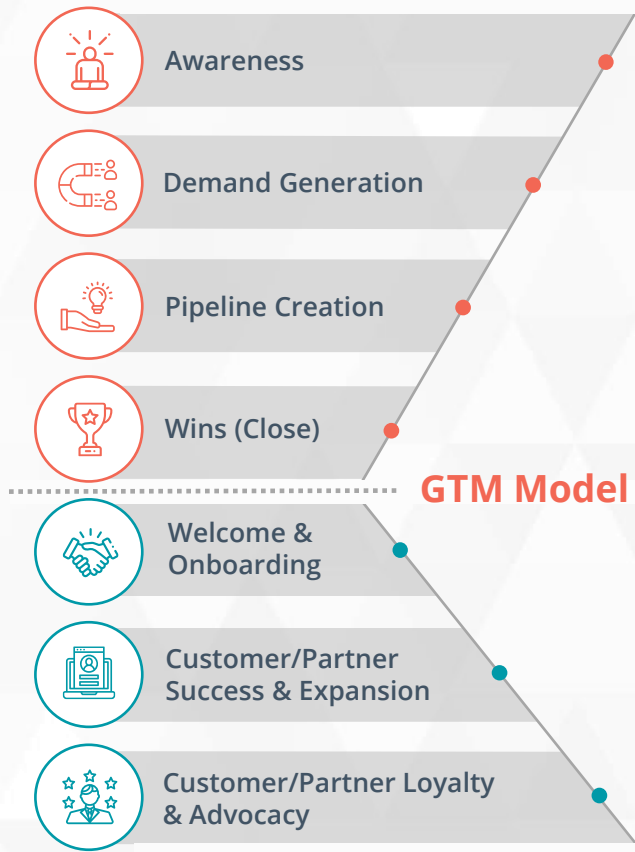 Awareness
Demand Generation
Pipeline Creation
Wins (Close)
GTM Model
Welcome &
Onboarding
Customer/Partner
Success & Expansion
Customer/Partner Loyalty
& Advocacy